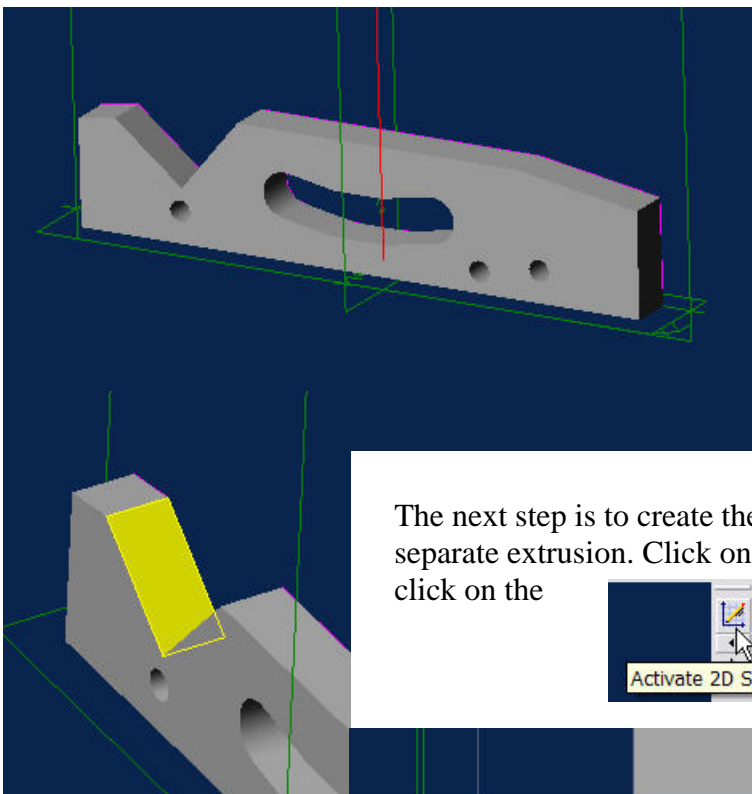 The next step is to create the
separate extrusion. Click on
click on the
Activate 2D S